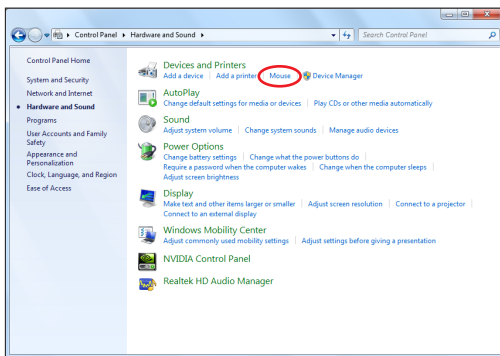 Control Panel ▸ Hardware and Sound ▸
Search Control Panel
Control Panel Home
System and Security
Network and Internet
Hardware and Sound
Programs
User Accounts and Family
Safety
Appearance and
Personalization
Clock, Language, and Region
Ease of Access
Devices and Printers
Add a device | Add a printer | Mouse | Device Manager
AutoPlay
Change default settings for media or devices | Play CDs or other media automatically
Sound
Adjust system volume | Change system sounds | Manage audio devices
Power Options
Change battery settings | Change what the power buttons do |
Require a password when the computer wakes | Change when the computer sleeps |
Adjust screen brightness
Display
Make text and other items larger or smaller | Adjust screen resolution | Connect to a projector |
Connect to an external display
Windows Mobility Center
Adjust commonly used mobility settings | Adjust settings before giving a presentation
NVIDIA Control Panel
Realtek HD Audio Manager